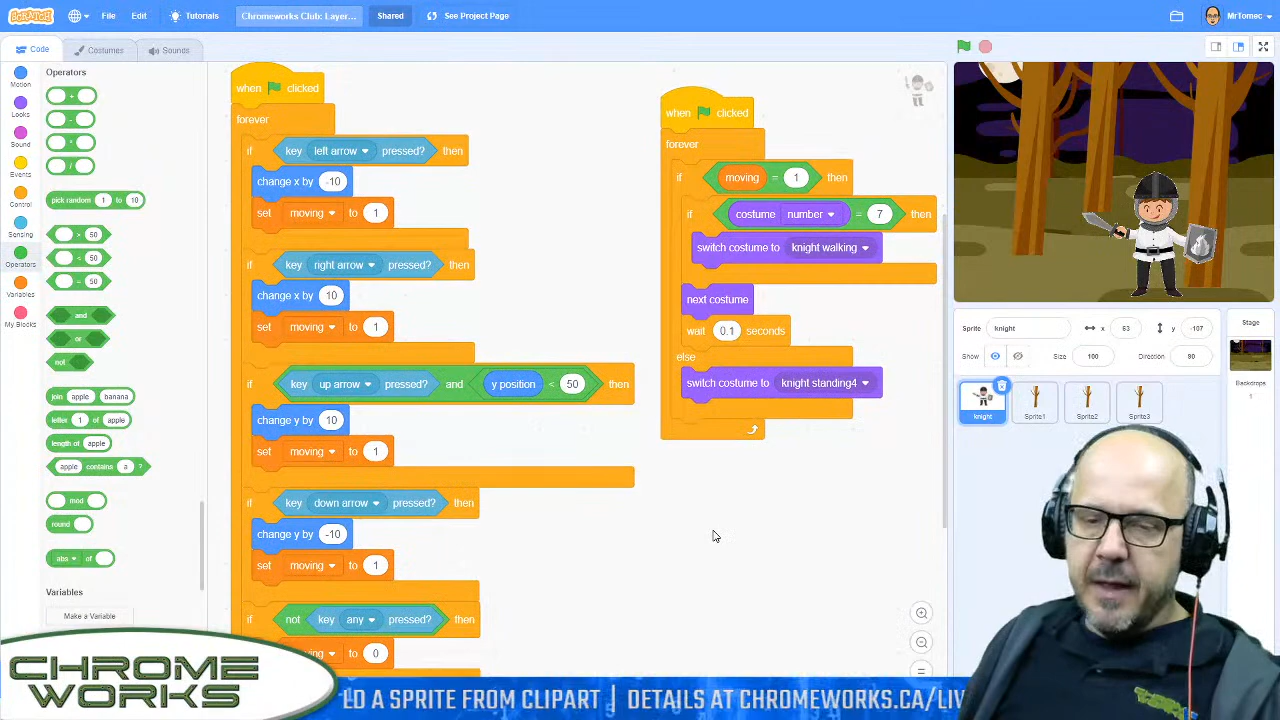 SCRATCH File Edit Tutorials Chromeworks Club: Layer... Shared See Project Page MrTomec
Code Costumes Sounds
Motion
Looks
Sound
Events
Control
Sensing
Operators
Variables
My Blocks
Operators
+
-
*
/
pick random 1 to 10
> 50
< 50
= 50
and
or
not
join apple banana
letter 1 of apple
length of apple
apple contains a ?
mod
round
abs of
Variables
Make a Variable
when clicked
forever
if key left arrow pressed? then
change x by -10
set moving to 1
if key right arrow pressed? then
change x by 10
set moving to 1
if key up arrow pressed? and y position < 50 then
change y by 10
set moving to 1
if key down arrow pressed? then
change y by -10
set moving to 1
if not key any pressed? then
to 0
when clicked
forever
if moving = 1 then
if costume number = 7 then
switch costume to knight walking
next costume
wait 0.1 seconds
else
switch costume to knight standing4
Sprite knight x 63 y -107
Show Size 100 Direction 90
knight Sprite1 Sprite2 Sprite3
Stage
Backdrops
1
CHROME
WORKS
D A SPRITE FROM CLIPART | DETAILS AT CHROMEWORKS.CA/LIV